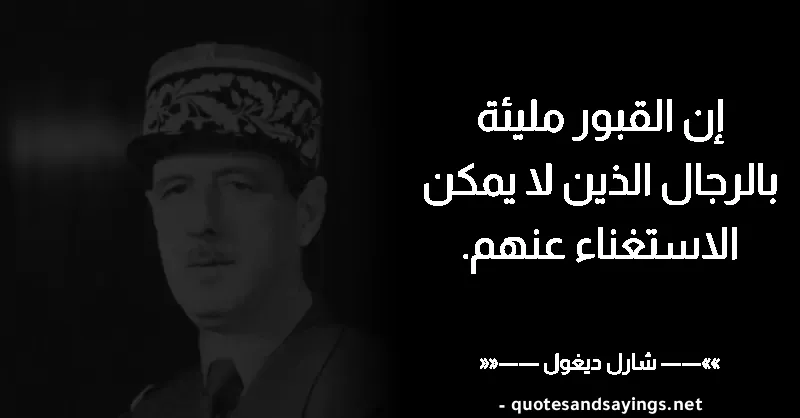 إن القبور مليئة
بالرجال الذين لا يمكن
الاستغناء عنهم.
»»—— شارل ديغول ——««
- quotesandsayings.net